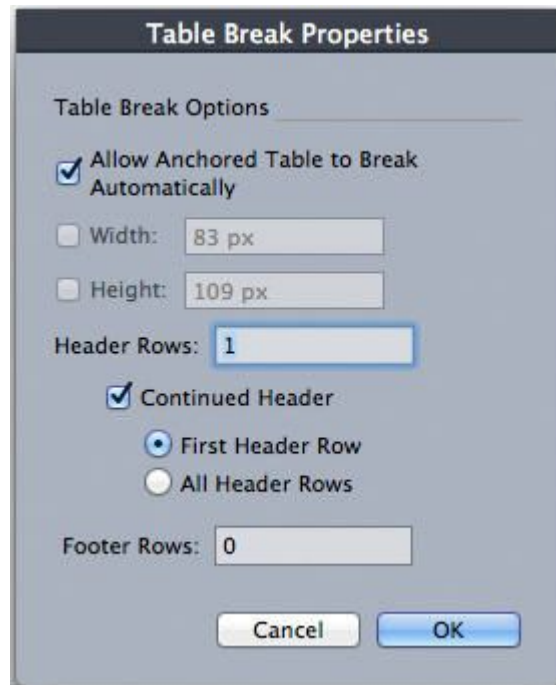 Table Break Properties
Table Break Options
Allow Anchored Table to Break
Automatically
Width: 83 px
Height: 109 px
Header Rows: 1
Continued Header
First Header Row
All Header Rows
Footer Rows: 0
Cancel OK